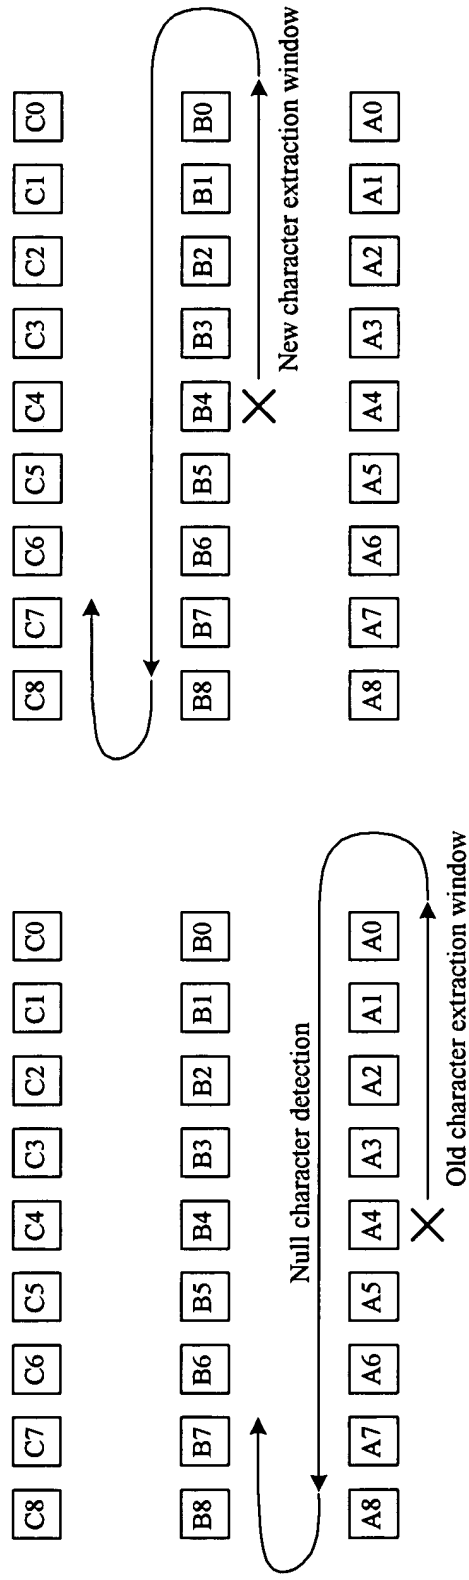 C8 C7 C6 C5 C4 C3 C2 C1 C0
B8 B7 B6 B5 B4 B3 B2 B1 B0
Null character detection
A8 A7 A6 A5 A4 A3 A2 A1 A0
Old character extraction window
C8 C7 C6 C5 C4 C3 C2 C1 C0
B8 B7 B6 B5 B4 B3 B2 B1 B0
New character extraction window
A8 A7 A6 A5 A4 A3 A2 A1 A0